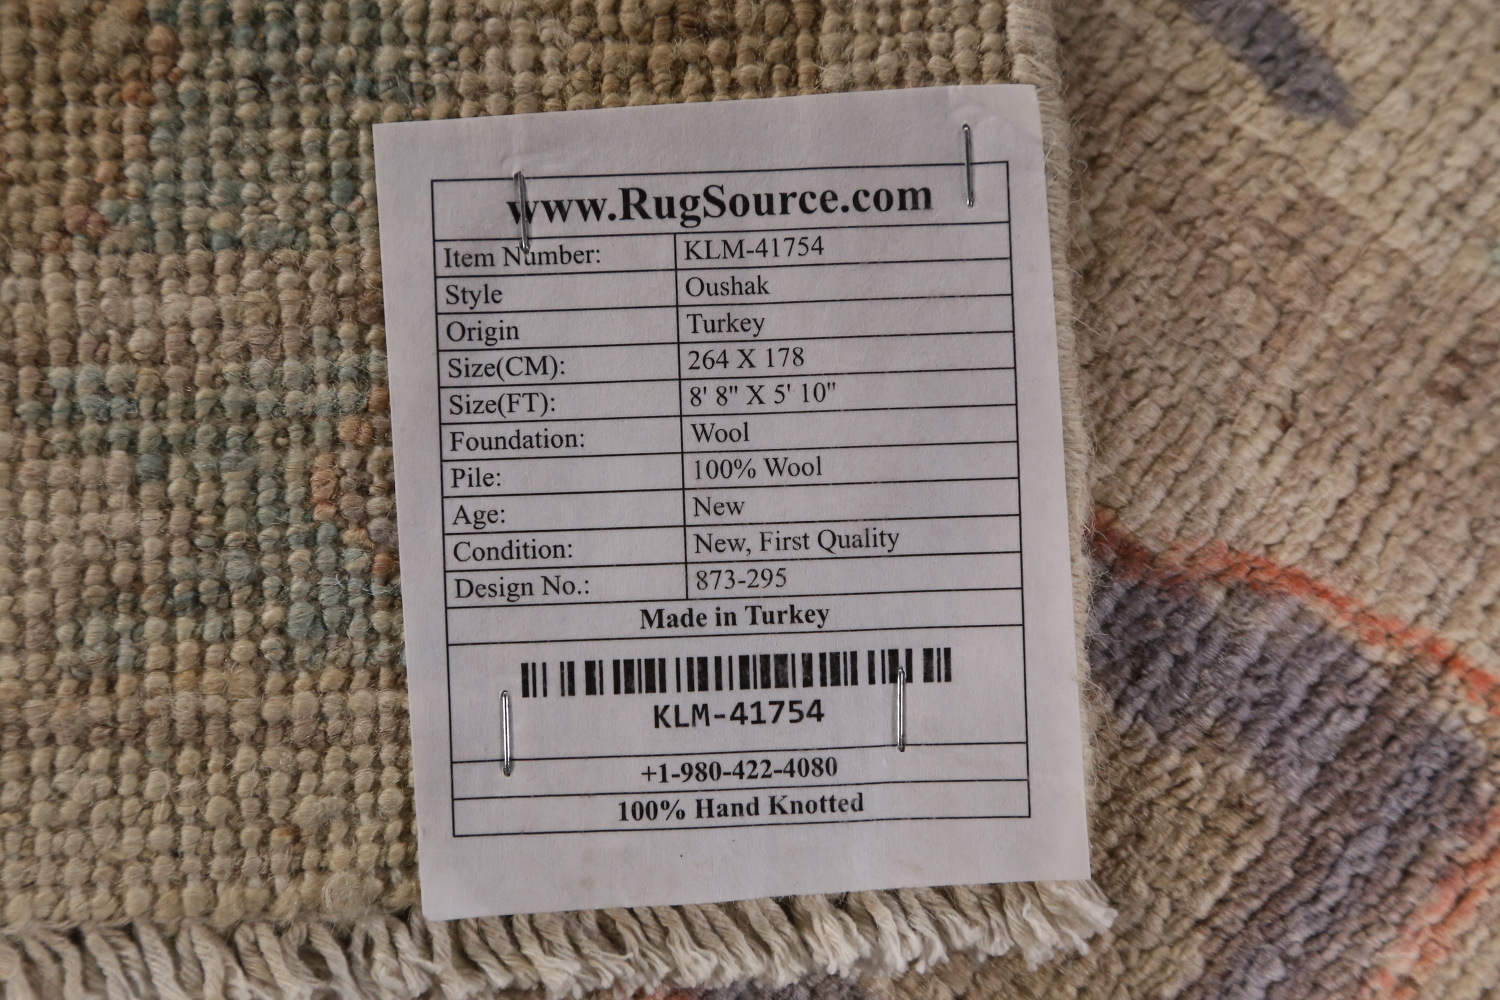 www.RugSource.com
Item Number: KLM-41754
Style Oushak
Origin Turkey
Size(CM): 264 X 178
Size(FT): 8' 8" X 5' 10"
Foundation: Wool
Pile: 100% Wool
Age: New
Condition: New, First Quality
Design No.: 873-295
Made in Turkey
KLM-41754
+1-980-422-4080
100% Hand Knotted